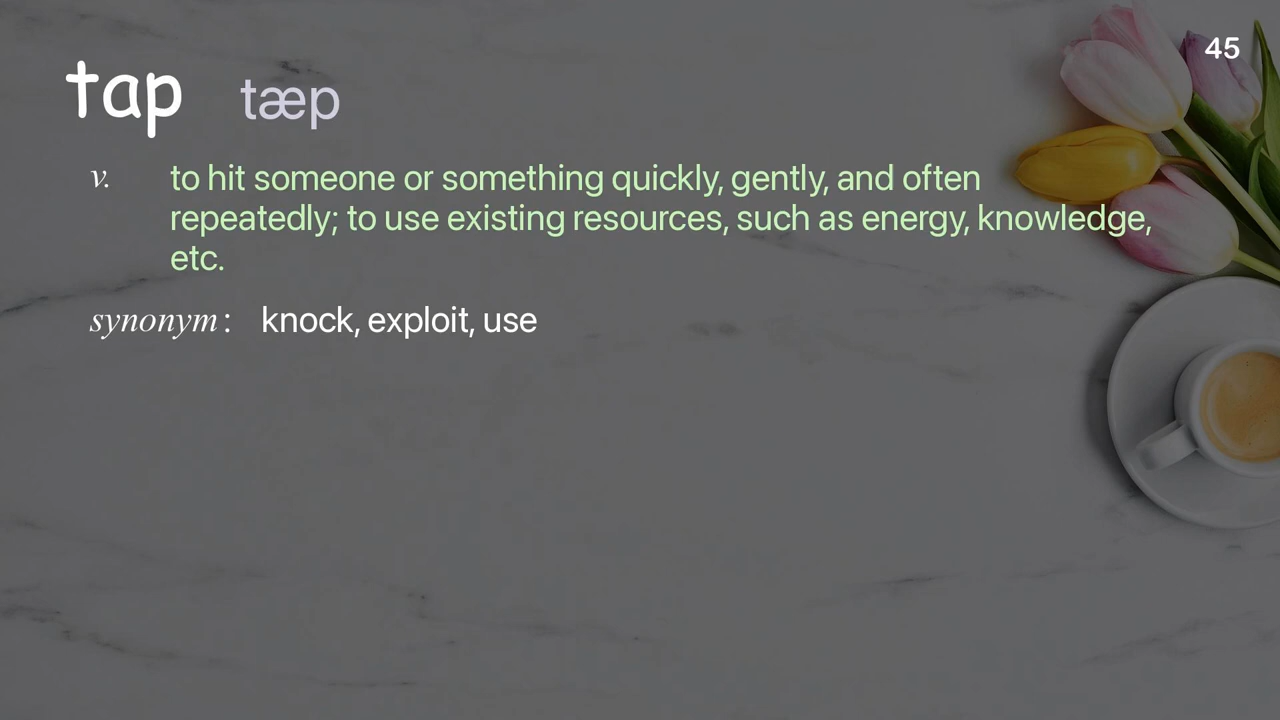 45
tap tæp
v. to hit someone or something quickly, gently, and often
repeatedly; to use existing resources, such as energy, knowledge,
etc.
synonym: knock, exploit, use